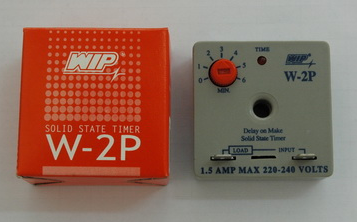 WIP
SOLID STATE TIMER
W-2P
0 1 2 3 4 5 6
MIN.
TIME
WIP
W-2P
Delay on Make
Solid State Timer
LOAD INPUT
1.5 AMP MAX 220-240 VOLTS